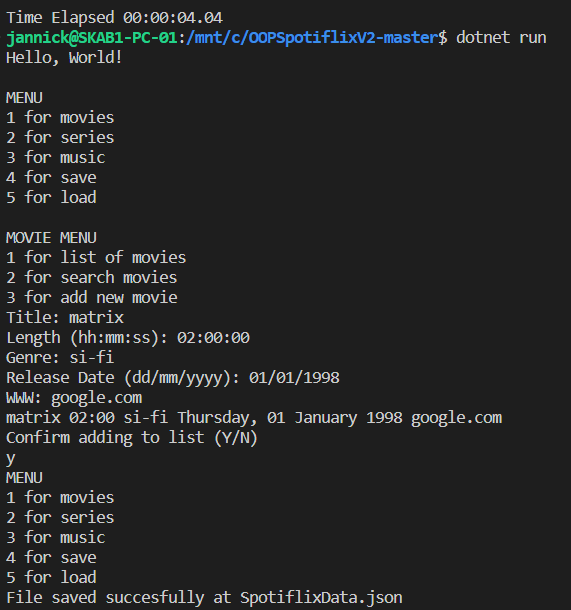 Time Elapsed 00:00:04.04
jannick@SKAB1-PC-01:/mnt/c/OOPSpotiflixV2-master$ dotnet run
Hello, World!
MENU
1 for movies
2 for series
3 for music
4 for save
5 for load
MOVIE MENU
1 for list of movies
2 for search movies
3 for add new movie
Title: matrix
Length (hh:mm:ss): 02:00:00
Genre: si-fi
Release Date (dd/mm/yyyy): 01/01/1998
WWW: google.com
matrix 02:00 si-fi Thursday, 01 January 1998 google.com
Confirm adding to list (Y/N)
y
MENU
1 for movies
2 for series
3 for music
4 for save
5 for load
File saved succesfully at SpotiflixData.json